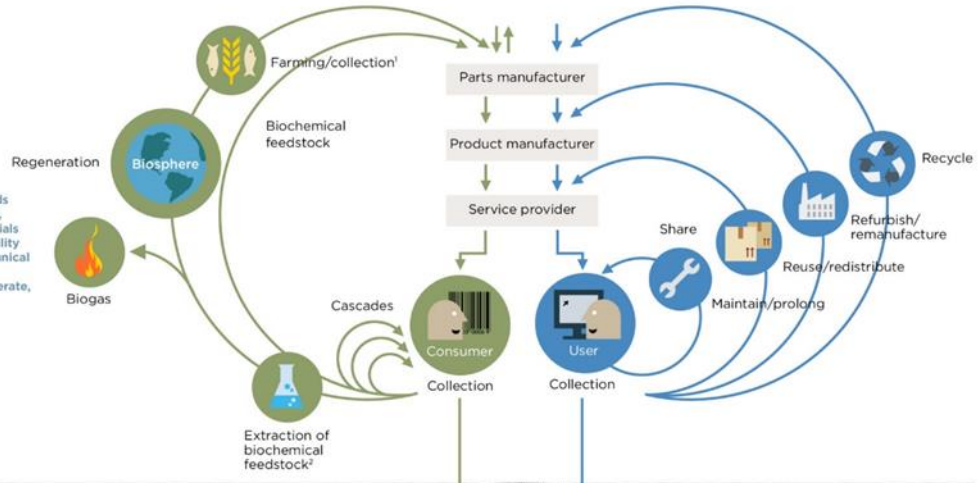 Farming/collection¹
Parts manufacturer
Biochemical
feedstock
Product manufacturer
Regeneration
Biosphere
Recycle
Service provider
Share
Refurbish/
remanufacture
Reuse/redistribute
Biogas
Cascades
Maintain/prolong
Consumer
User
Collection
Collection
Extraction of
biochemical
feedstock²